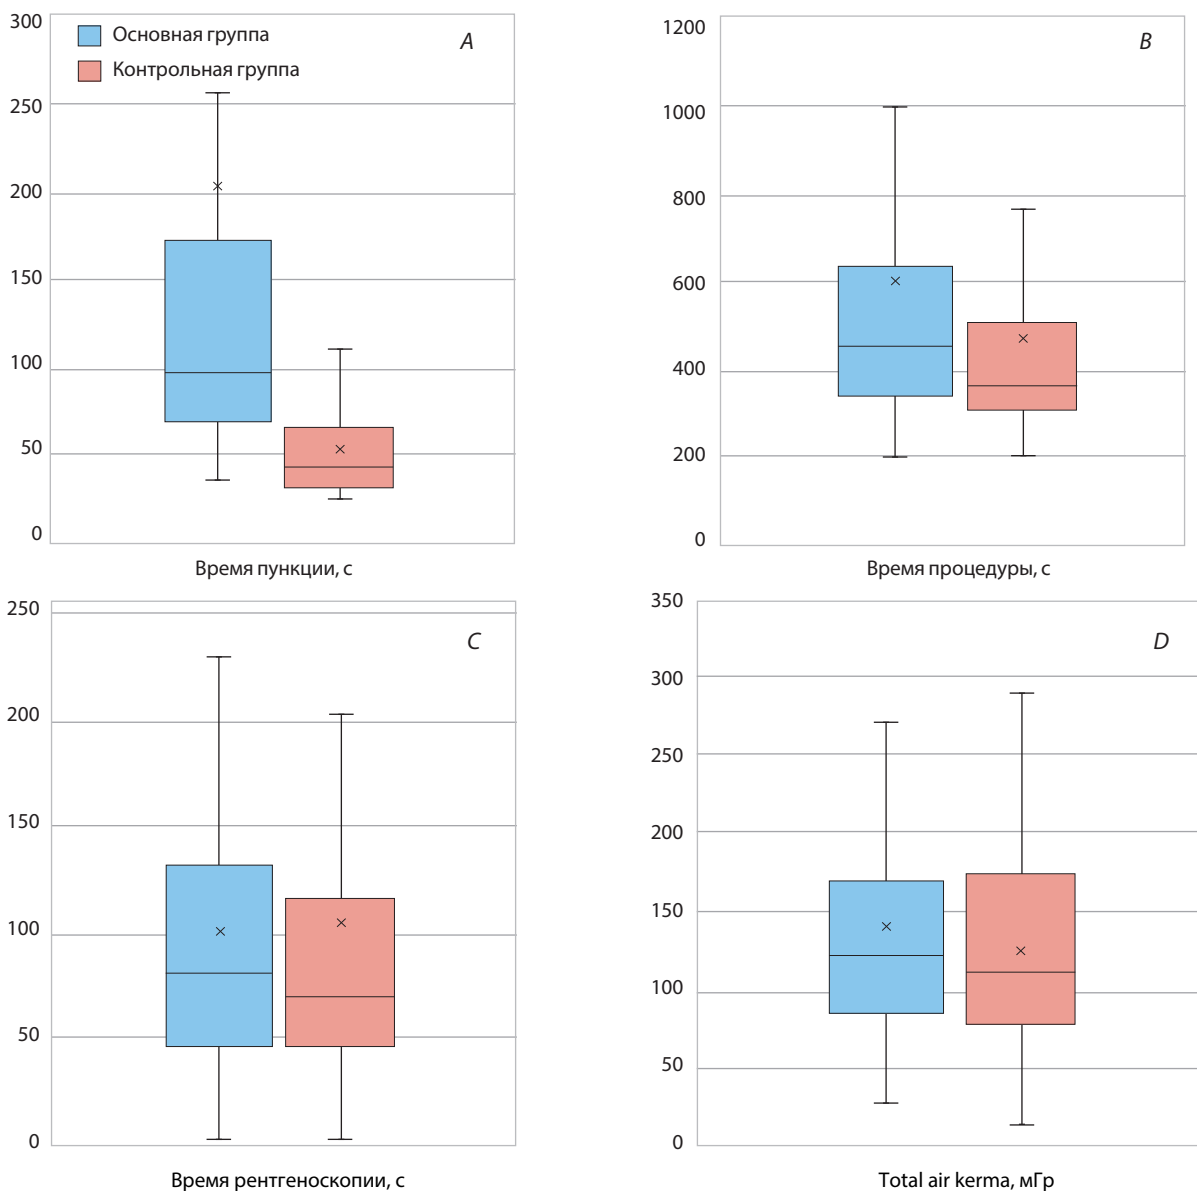 300
250
200
150
100
50
0
Основная группа
Контрольная группа
A
Время пункции, с
1200
1000
800
600
400
200
0
B
Время процедуры, с
250
200
150
100
50
0
C
Время рентгеноскопии, с
350
300
250
200
150
100
50
0
D
Total air kerma, мГр